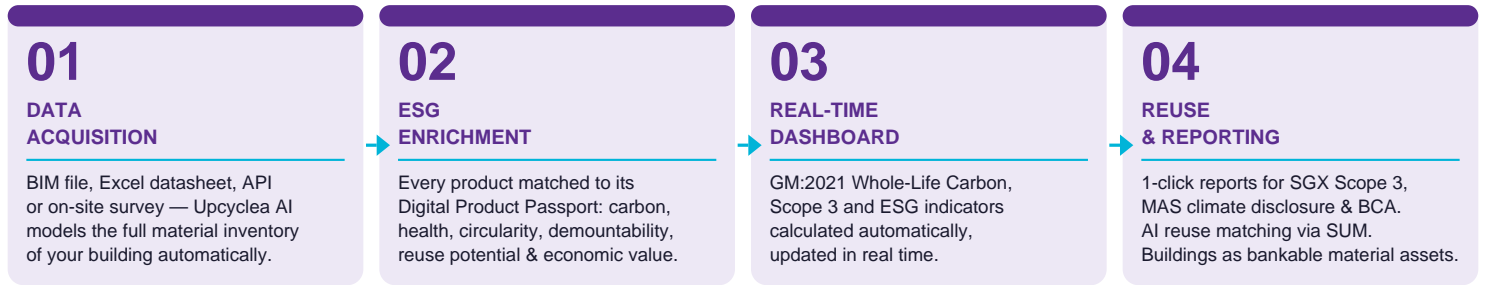 01
DATA
ACQUISITION
BIM file, Excel datasheet, API
or on-site survey — Upcyclea AI
models the full material inventory
of your building automatically.
02
ESG
ENRICHMENT
Every product matched to its
Digital Product Passport: carbon,
health, circularity, demountability,
reuse potential & economic value.
03
REAL-TIME
DASHBOARD
GM:2021 Whole-Life Carbon,
Scope 3 and ESG indicators
calculated automatically,
updated in real time.
04
REUSE
& REPORTING
1-click reports for SGX Scope 3,
MAS climate disclosure & BCA.
AI reuse matching via SUM.
Buildings as bankable material assets.